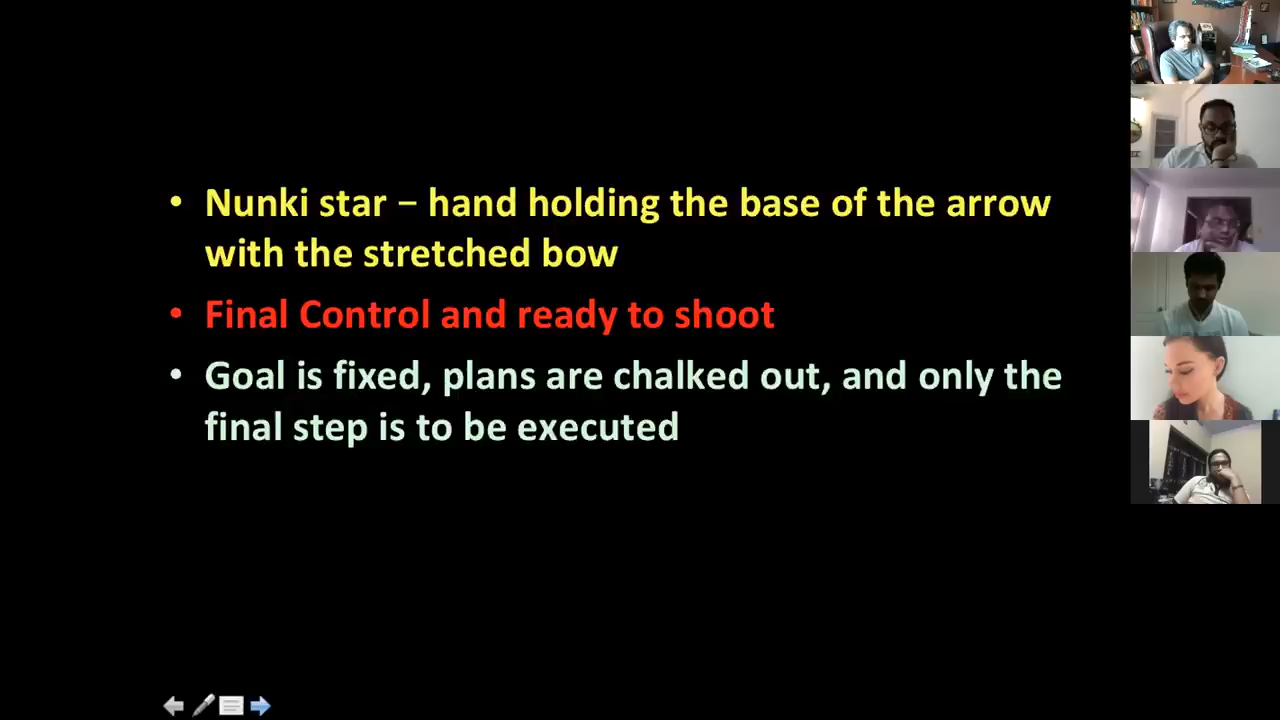 • Nunki star – hand holding the base of the arrow
with the stretched bow
• Final Control and ready to shoot
• Goal is fixed, plans are chalked out, and only the
final step is to be executed